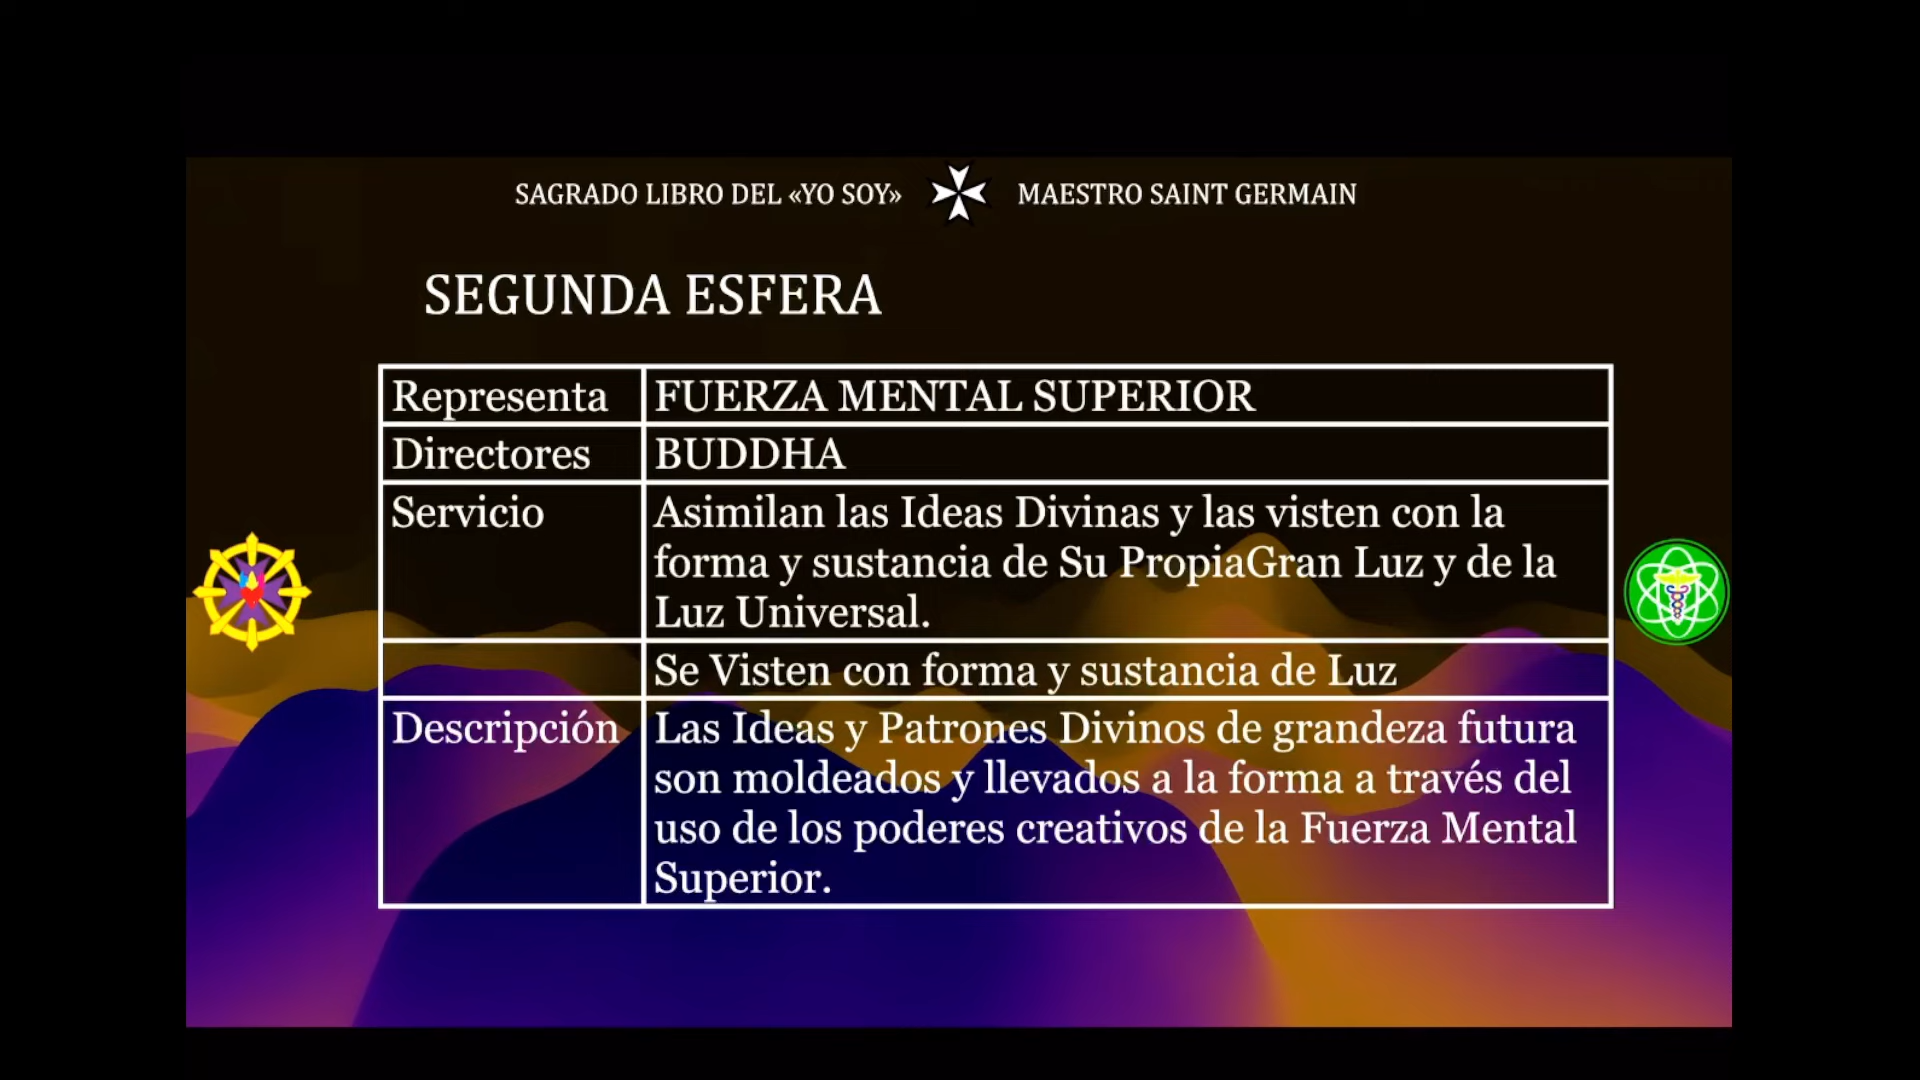 SAGRADO LIBRO DEL «YO SOY» MAESTRO SAINT GERMAIN
SEGUNDA ESFERA
Representa FUERZA MENTAL SUPERIOR
Directores BUDDHA
Servicio Asimilan las Ideas Divinas y las visten con la
forma y sustancia de Su PropiaGran Luz y de la
Luz Universal.
Se Visten con forma y sustancia de Luz
Descripción Las Ideas y Patrones Divinos de grandeza futura
son moldeados y llevados a la forma a través del
uso de los poderes creativos de la Fuerza Mental
Superior.